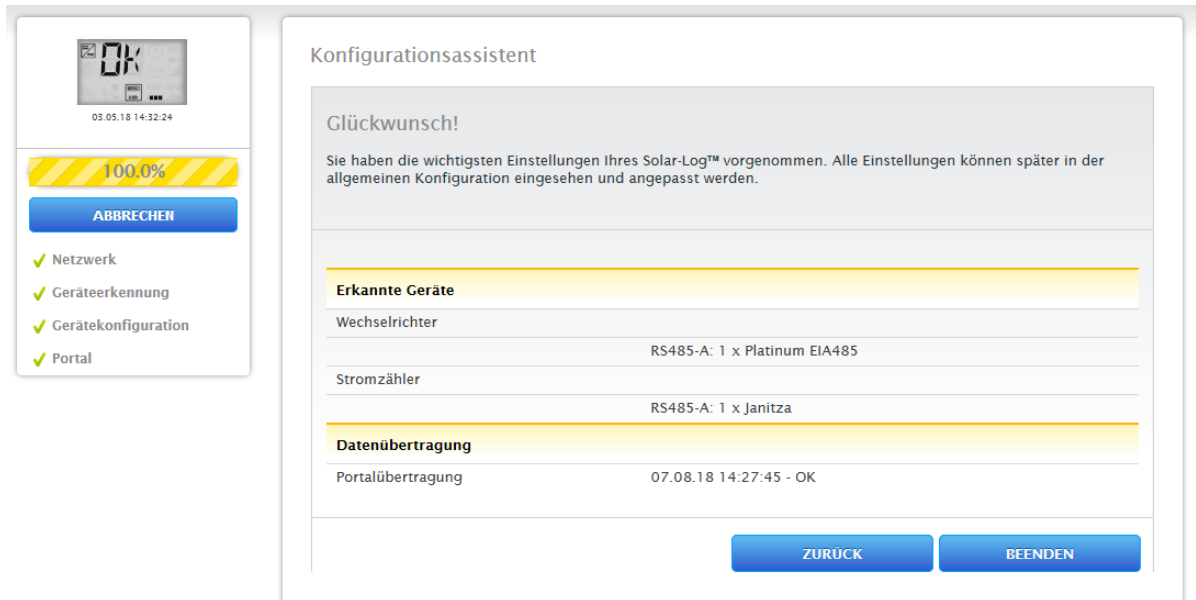 OK
03.05.18 14:32:24
100.0%
ABBRECHEN
Netzwerk
Geräteerkennung
Gerätekonfiguration
Portal
Konfigurationsassistent
Glückwunsch!
Sie haben die wichtigsten Einstellungen Ihres Solar-Log™ vorgenommen. Alle Einstellungen können später in der
allgemeinen Konfiguration eingesehen und angepasst werden.
Erkannte Geräte
Wechselrichter
RS485-A: 1 x Platinum EIA485
Stromzähler
RS485-A: 1 x Janitza
Datenübertragung
Portalübertragung 07.08.18 14:27:45 - OK
ZURÜCK BEENDEN